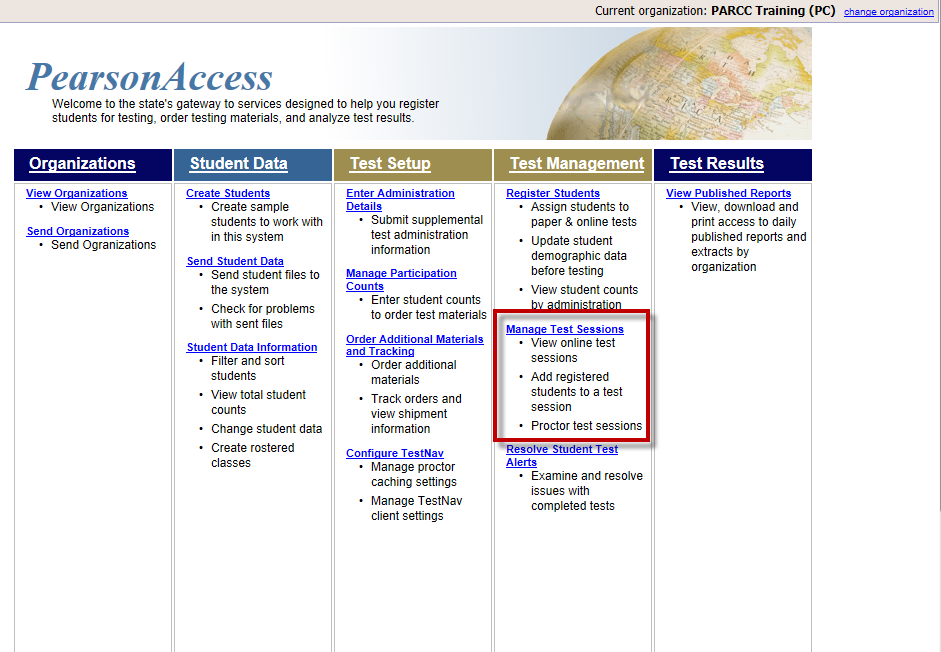 Current organization: PARCC Training (PC) change organization
PearsonAccess
Welcome to the state's gateway to services designed to help you register
students for testing, order testing materials, and analyze test results.
Organizations
View Organizations
• View Organizations
Send Organizations
• Send Ogranizations
Student Data
Create Students
• Create sample
students to work with
in this system
Send Student Data
• Send student files to
the system
• Check for problems
with sent files
Student Data Information
• Filter and sort
students
• View total student
counts
• Change student data
• Create rostered
classes
Test Setup
Enter Administration
Details
• Submit supplemental
test administration
information
Manage Participation
Counts
• Enter student counts
to order test materials
Order Additional Materials
and Tracking
• Order additional
materials
• Track orders and
view shipment
information
Configure TestNav
• Manage proctor
caching settings
• Manage TestNav
client settings
Test Management
Register Students
• Assign students to
paper & online tests
• Update student
demographic data
before testing
• View student counts
by administration
Manage Test Sessions
• View online test
sessions
• Add registered
students to a test
session
• Proctor test sessions
Resolve Student Test
Alerts
• Examine and resolve
issues with
completed tests
Test Results
View Published Reports
• View, download and
print access to daily
published reports and
extracts by
organization